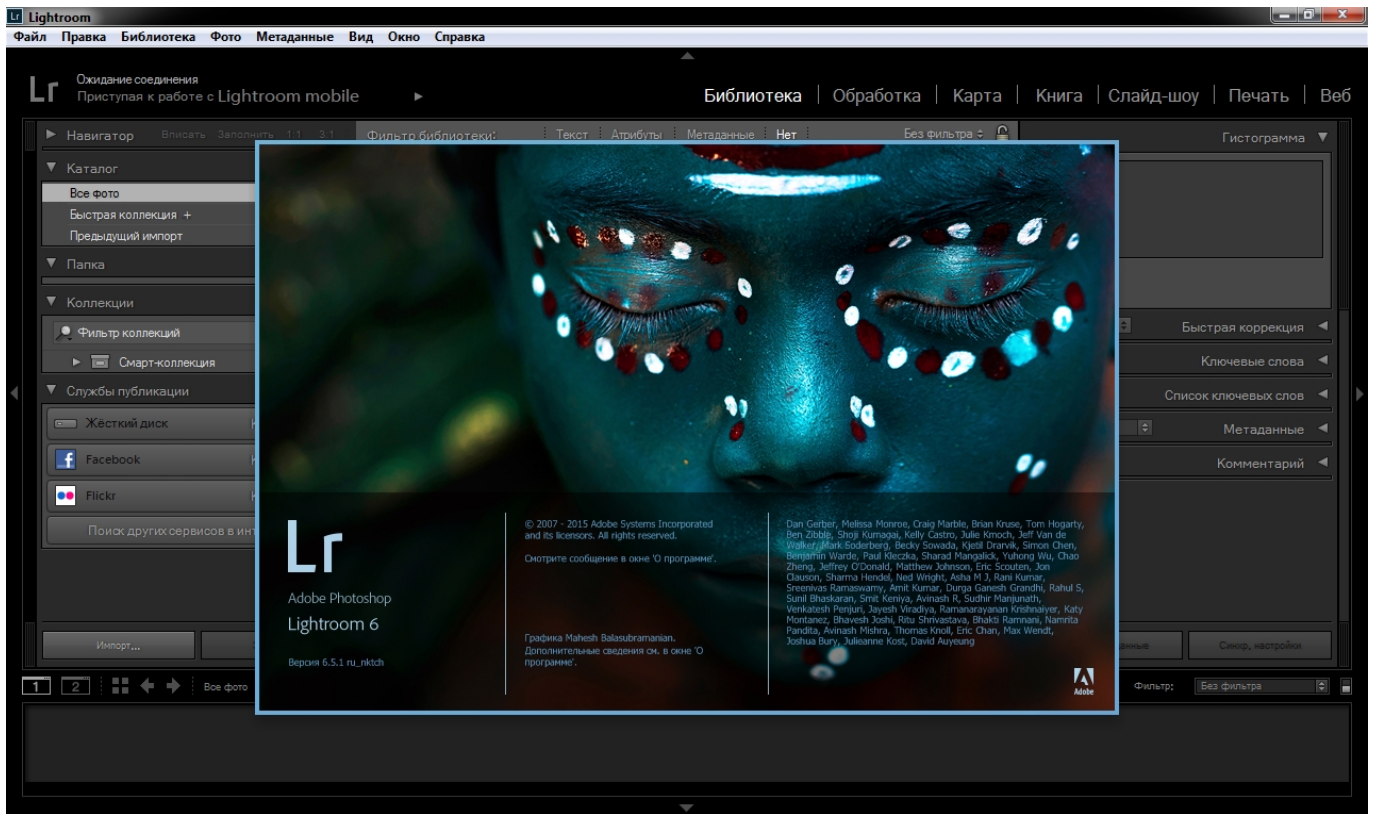 Lr Lightroom
Файл Правка Библиотека Фото Метаданные Вид Окно Справка
Lr
Ожидание соединения
Приступая к работе с Lightroom mobile
Библиотека | Обработка | Карта | Книга | Слайд-шоу | Печать | Веб
Навигатор Вписать Заполнить 1:1 3:1
Фильтр библиотеки: Текст Атрибуты Метаданные Нет Без фильтра
Гистограмма
Каталог
Все фото
Быстрая коллекция +
Предыдущий импорт
Папка
Коллекции
Фильтр коллекций
Смарт-коллекция
Службы публикации
Жёсткий диск
Facebook
Flickr
Поиск других сервисов в
Быстрая коррекция
Ключевые слова
Список ключевых слов
Метаданные
Комментарий
Lr
Adobe Photoshop
Lightroom 6
Версия 6.5.1 ru_nktch
© 2007 - 2015 Adobe Systems Incorporated
and its licensors. All rights reserved.
Смотрите сообщение в окне 'О программе'.
Графика Mahesh Balasubramanian.
Дополнительные сведения см. в окне 'О
программе'.
Dan Gerber, Melissa Monroe, Craig Marble, Brian Kruse, Tom Hogarty,
Ben Zibble, Shoji Kumagai, Kelly Castro, Julie Kmoch, Jeff Van de
Walker, Mark Soderberg, Becky Sowada, Kjetil Drarvik, Simon Chen,
Benjamin Warde, Paul Kleczka, Sharad Mangalick, Yuhong Wu, Chao
Zheng, Jeffrey O'Donald, Matthew Johnson, Eric Scouten, Jon
Clauson, Sharma Hendel, Ned Wright, Asha M J, Rani Kumar,
Sreenivas Ramaswamy, Amit Kumar, Durga Ganesh Grandhi, Rahul S,
Sunil Bhaskaran, Smit Keniya, Avinash R, Sudhir Manjunath,
Venkatesh Penjuri, Jayesh Viradiya, Ramanarayanan Krishnaiyer, Katy
Montanez, Bhavesh Joshi, Ritu Shrivastava, Bhakti Ramnani, Namrita
Pandita, Avinash Mishra, Thomas Knoll, Eric Chan, Max Wendt,
Joshua Bury, Julieanne Kost, David Auyeung
Adobe
Импорт...
Синхр. настройки
1 2 Все фото
Фильтр: Без фильтра